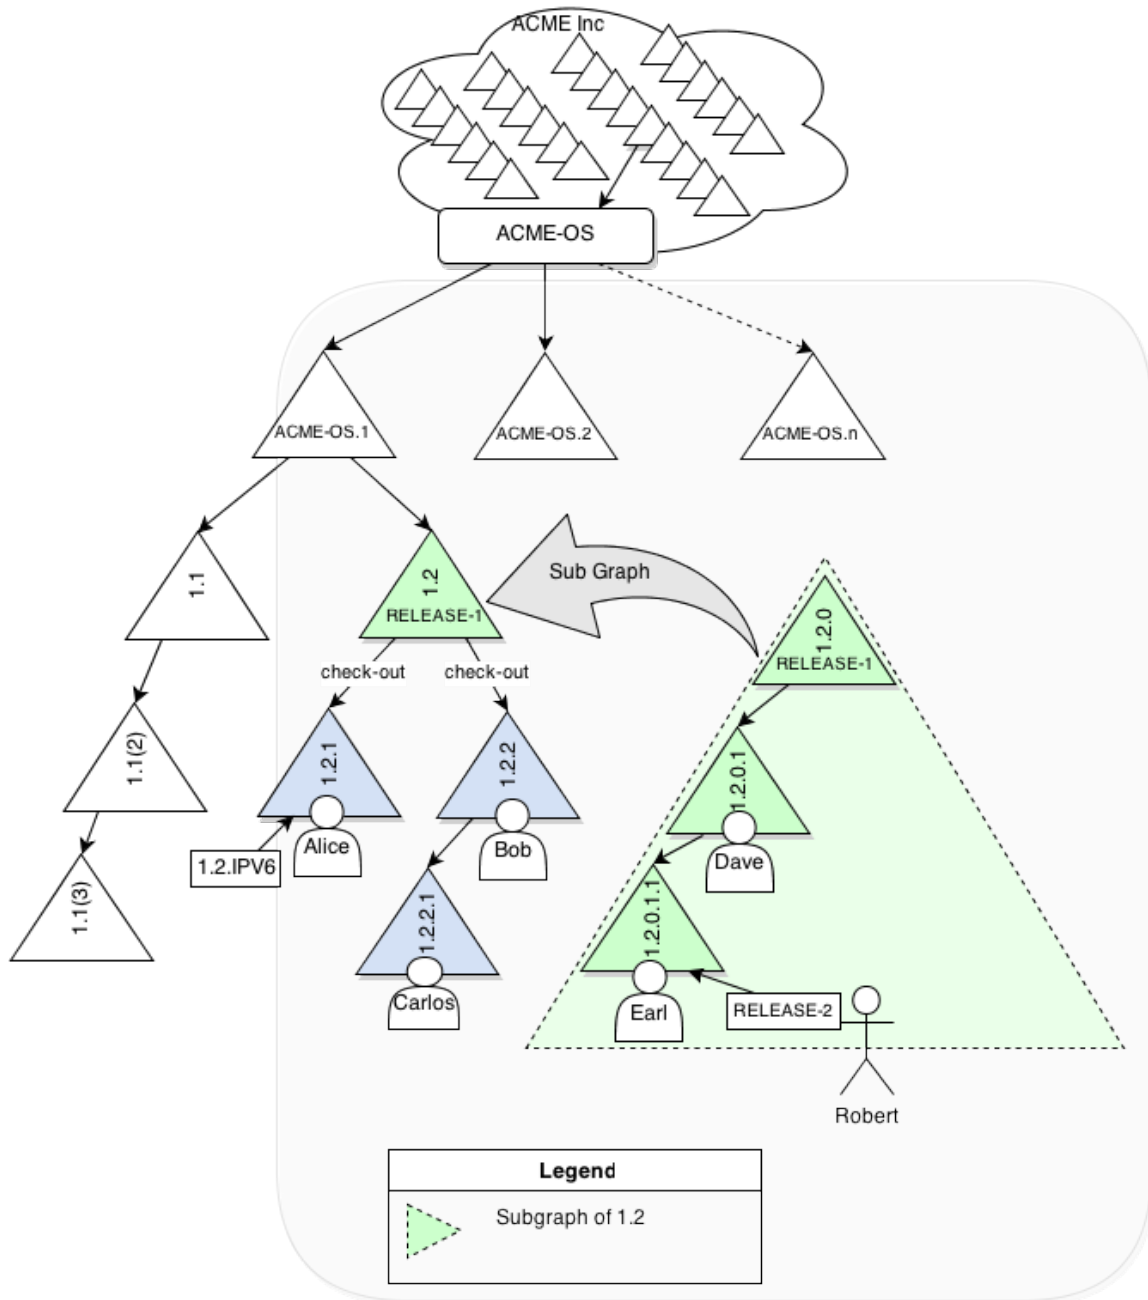 ACME Inc
ACME-OS
ACME-OS.1
ACME-OS.2
ACME-OS.n
1.1
1.2
RELEASE-1
Sub Graph
1.2.0
RELEASE-1
check-out
check-out
1.1(2)
1.2.1
1.2.2
1.2.0.1
Alice
Bob
Dave
1.2.IPV6
1.1(3)
1.2.2.1
1.2.0.1.1
Carlos
Earl
RELEASE-2
Robert
Legend
Subgraph of 1.2